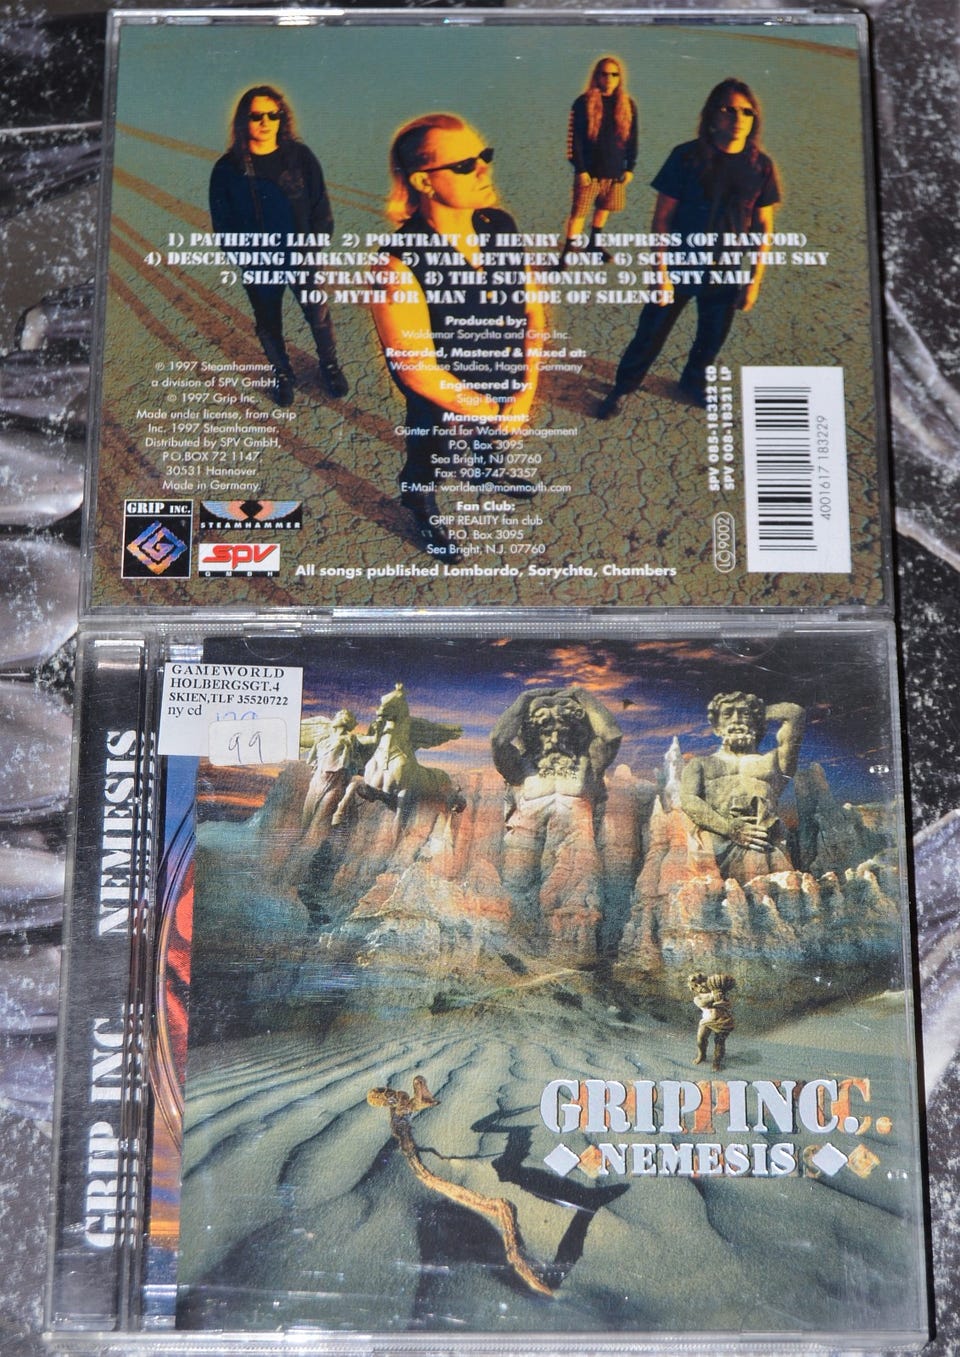 1) PATHETIC LIAR 2) PORTRAIT OF HENRY 3) EMPRESS (OF RANCOR)
4) DESCENDING DARKNESS 5) WAR BETWEEN ONE 6) SCREAM AT THE SKY
7) SILENT STRANGER 8) THE SUMMONING 9) RUSTY NAIL
10) MYTH OR MAN 11) CODE OF SILENCE
Produced by:
Waldemar Sorychta and Grip Inc.
Recorded, Mastered & Mixed at:
Woodhouse Studios, Hagen, Germany
Engineered by:
Siggi Bemm
Management:
Günter Ford for World Management
P.O. Box 3095
Sea Bright, NJ 07760
Fax: 908-747-3357
E-Mail: worldent@monmouth.com
Fan Club:
GRIP REALITY fan club
P.O. Box 3095
Sea Bright, N.J. 07760
All songs published Lombardo, Sorychta, Chambers
℗ 1997 Steamhammer,
a division of SPV GmbH;
© 1997 Grip Inc.
Made under license, from Grip
Inc. 1997 Steamhammer.
Distributed by SPV GmbH,
P.O.BOX 72 1147,
30531 Hannover.
Made in Germany.
GRIP INC.
STEAMHAMMER
SPV
GMBH
SPV 085-18322 CD
SPV 008-18321 LP
LC 9002
4001617 183229
GAMEWORLD
HOLBERGSGT.4
SKIEN,TLF 35520722
ny cd
99
GRIP INC NEMESIS
GRIP INC.
NEMESIS